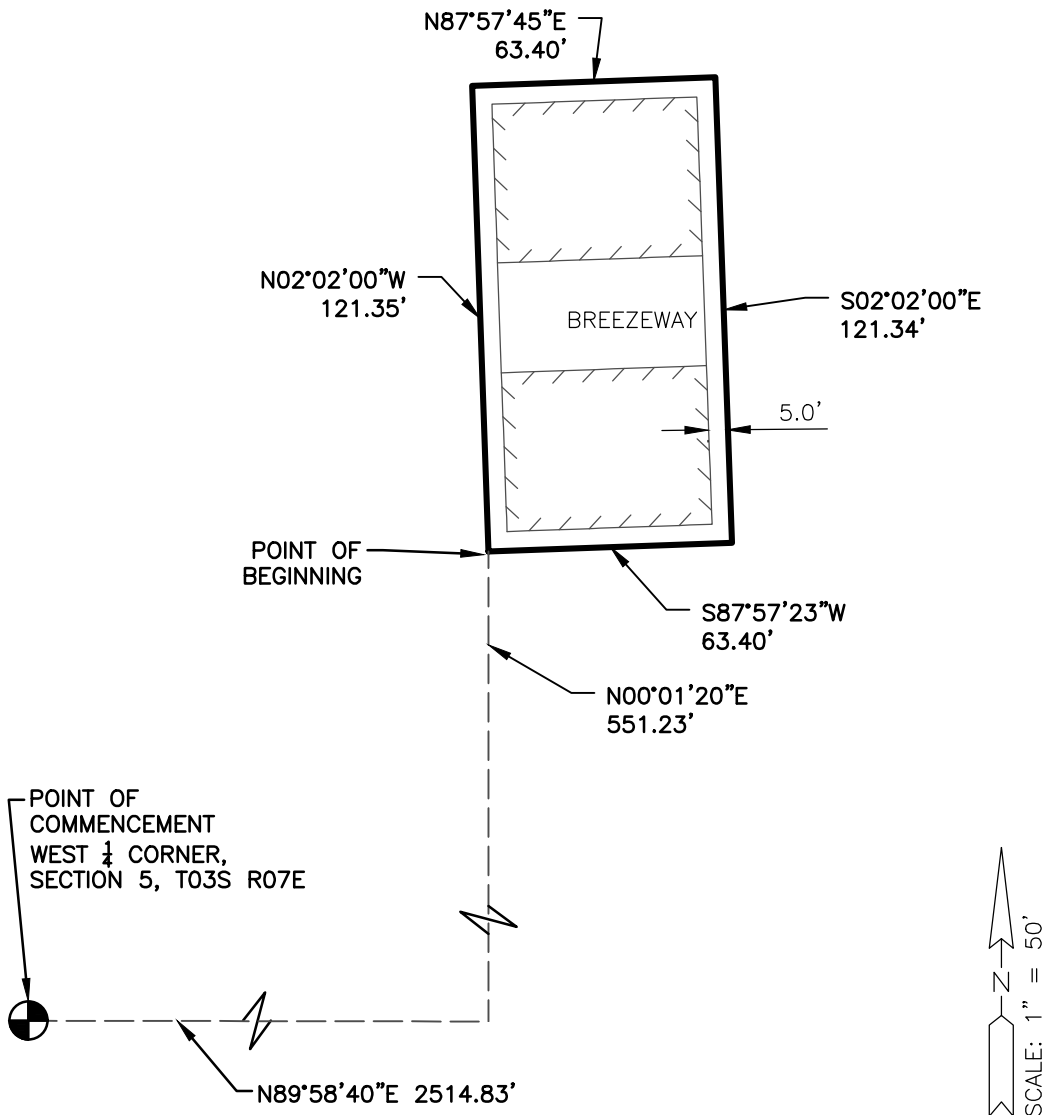 N87°57'45"E
63.40'
N02°02'00"W
121.35'
S02°02'00"E
121.34'
BREEZEWAY
5.0'
POINT OF
BEGINNING
S87°57'23"W
63.40'
N00°01'20"E
551.23'
POINT OF
COMMENCEMENT
WEST 1/4 CORNER,
SECTION 5, T03S R07E
N
SCALE: 1" = 50'
N89°58'40"E 2514.83'